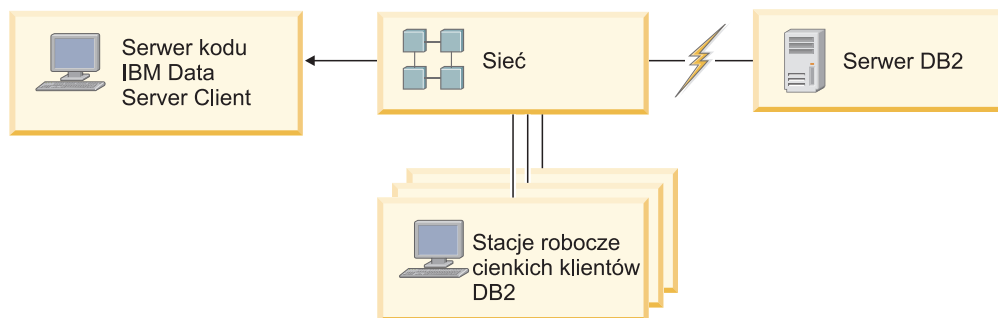 Serwer kodu
IBM Data
Server Client
Sieć
Serwer DB2
Stacje robocze
cienkich klientów
DB2